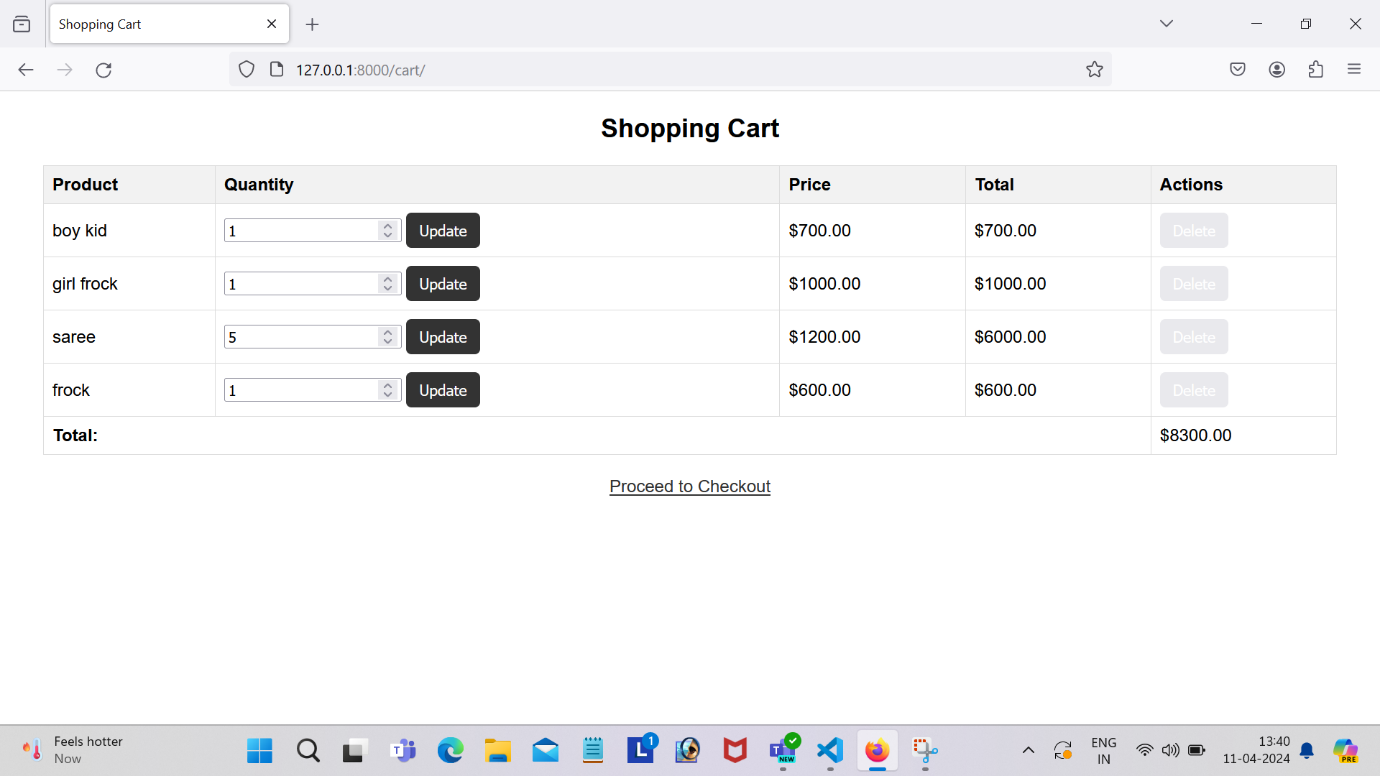 Shopping Cart
127.0.0.1:8000/cart/
Shopping Cart
Product Quantity Price Total Actions
boy kid 1 Update $700.00 $700.00 Delete
girl frock 1 Update $1000.00 $1000.00 Delete
saree 5 Update $1200.00 $6000.00 Delete
frock 1 Update $600.00 $600.00 Delete
Total: $8300.00
Proceed to Checkout
Feels hotter
Now
L 1
T
NEW
ENG
IN
13:40
11-04-2024
PRE